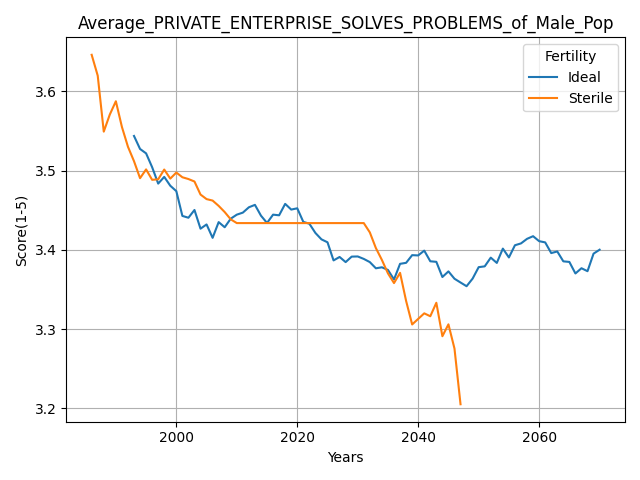 Average_PRIVATE_ENTERPRISE_SOLVES_PROBLEMS_of_Male_Pop
Fertility
Ideal
Sterile
Score(1-5)
3.6
3.5
3.4
3.3
3.2
2000 2020 2040 2060
Years